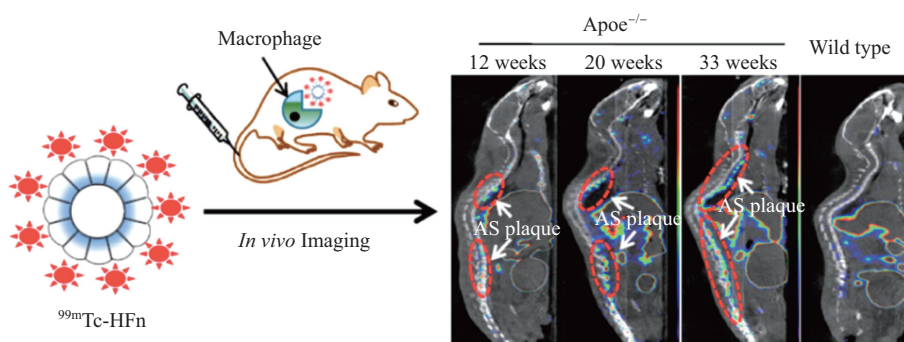 Macrophage
Apoe⁻/⁻
12 weeks
20 weeks
33 weeks
Wild type
AS plaque
AS plaque
AS plaque
In vivo Imaging
⁹⁹ᵐTc-HFn